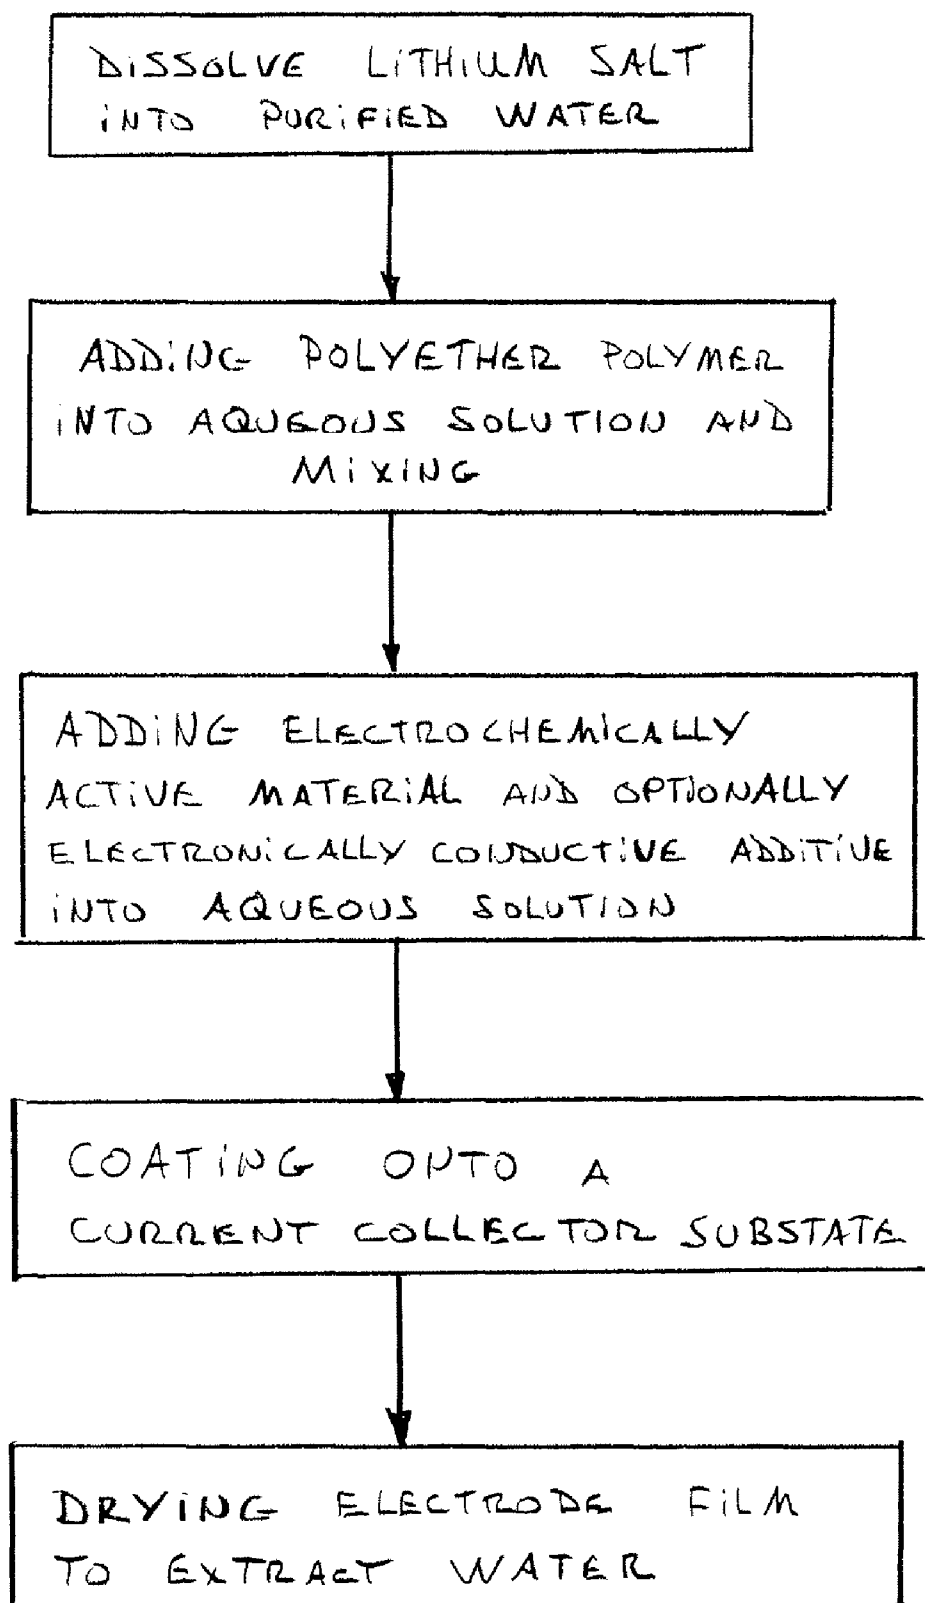 DISSOLVE LITHIUM SALT
INTO PURIFIED WATER
ADDING POLYETHER POLYMER
INTO AQUEOUS SOLUTION AND
MIXING
ADDING ELECTROCHEMICALLY
ACTIVE MATERIAL AND OPTIONALLY
ELECTRONICALLY CONDUCTIVE ADDITIVE
INTO AQUEOUS SOLUTION
COATING ONTO A
CURRENT COLLECTOR SUBSTATE
DRYING ELECTRODE FILM
TO EXTRACT WATER